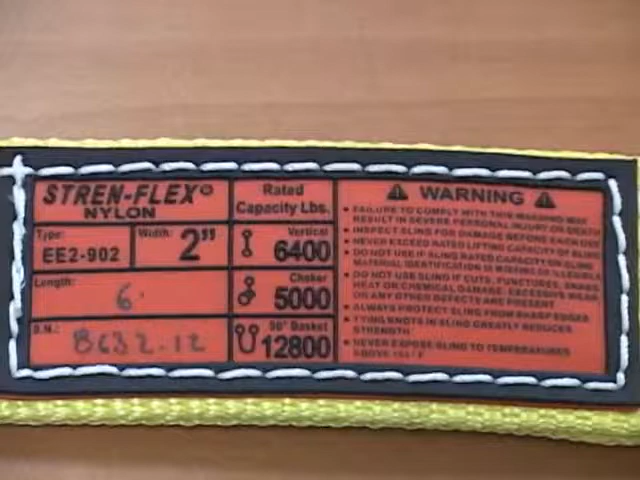 STREN-FLEX®
NYLON
Type:
EE2-902
Width: 2"
Length:
6'
S.N.:
8632.12
Rated
Capacity Lbs.
Vertical
6400
Choker
5000
90° Basket
12800
WARNING
• FAILURE TO COMPLY WITH THIS WARNING MAY
RESULT IN SEVERE PERSONAL INJURY OR DEATH
• INSPECT SLING FOR DAMAGE BEFORE EACH USE
• NEVER EXCEED RATED LIFTING CAPACITY OF SLING
• DO NOT USE IF SLING RATED CAPACITY AND SLING
MATERIAL IDENTIFICATION IS MISSING OR ILLEGIBLE
• DO NOT USE SLING IF CUTS, PUNCTURES, SNAGS
HEAT OR CHEMICAL DAMAGE, EXCESSIVE WEAR
OR ANY OTHER DEFECTS ARE PRESENT
• ALWAYS PROTECT SLING FROM SHARP EDGES
• TYING KNOTS IN SLING GREATLY REDUCES
STRENGTH
• NEVER EXPOSE SLING TO TEMPERATURES
ABOVE